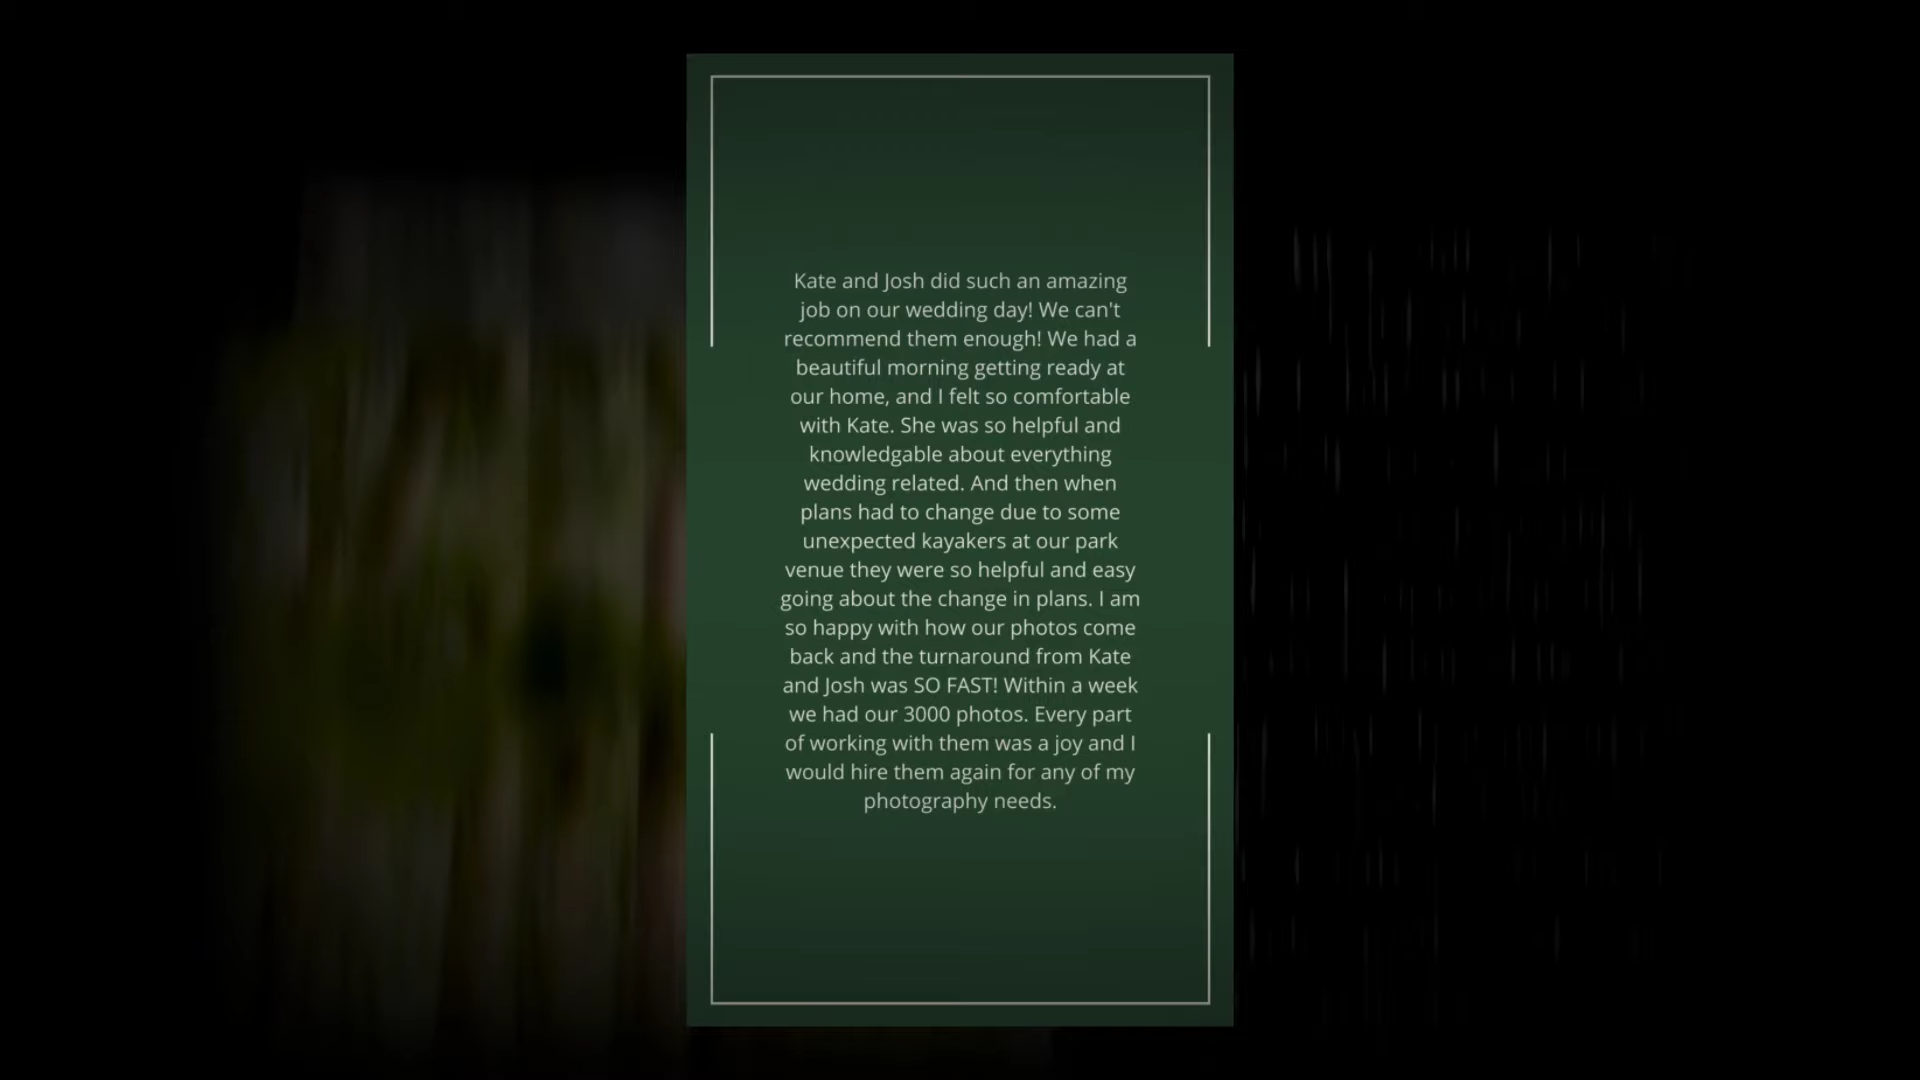 Kate and Josh did such an amazing
job on our wedding day! We can't
recommend them enough! We had a
beautiful morning getting ready at
our home, and I felt so comfortable
with Kate. She was so helpful and
knowledgable about everything
wedding related. And then when
plans had to change due to some
unexpected kayakers at our park
venue they were so helpful and easy
going about the change in plans. I am
so happy with how our photos come
back and the turnaround from Kate
and Josh was SO FAST! Within a week
we had our 3000 photos. Every part
of working with them was a joy and I
would hire them again for any of my
photography needs.